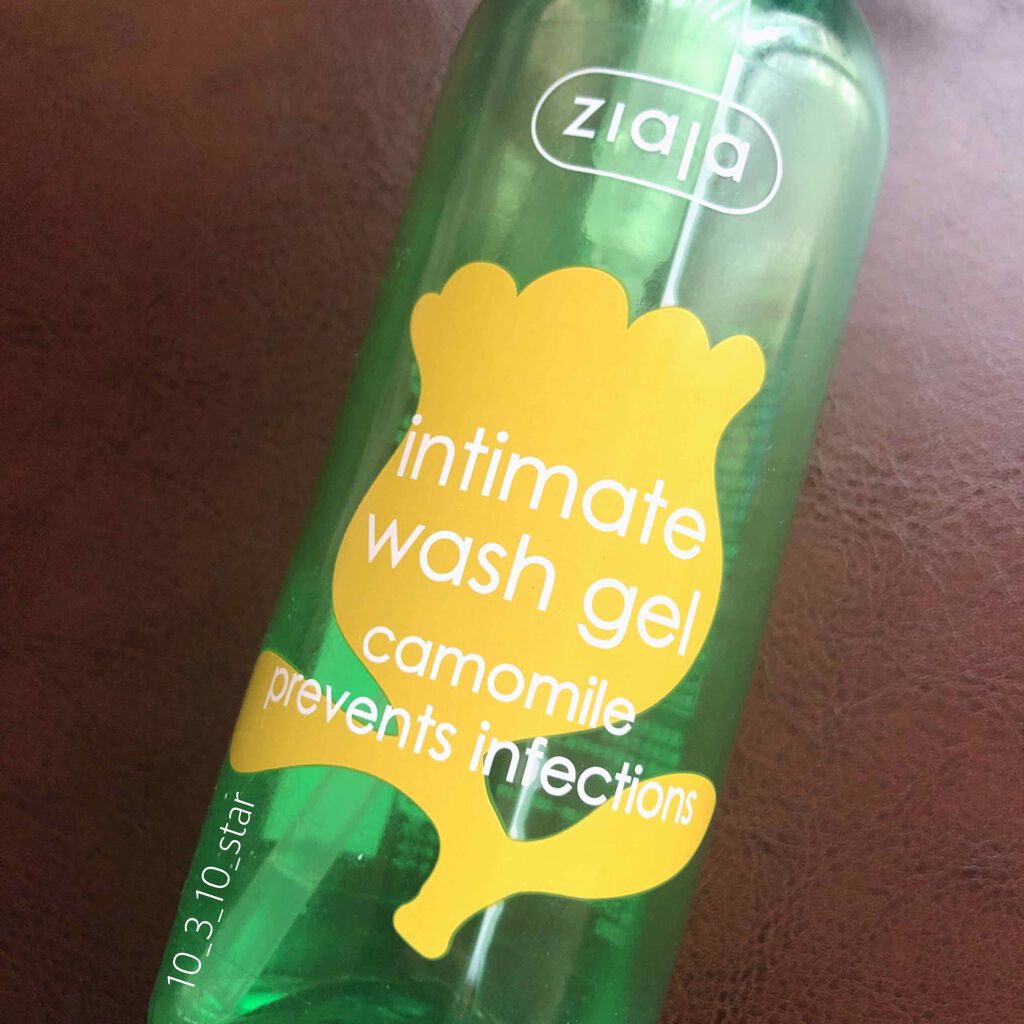 ziaja
intimate
wash gel
camomile
prevents infections
10_3_10_star